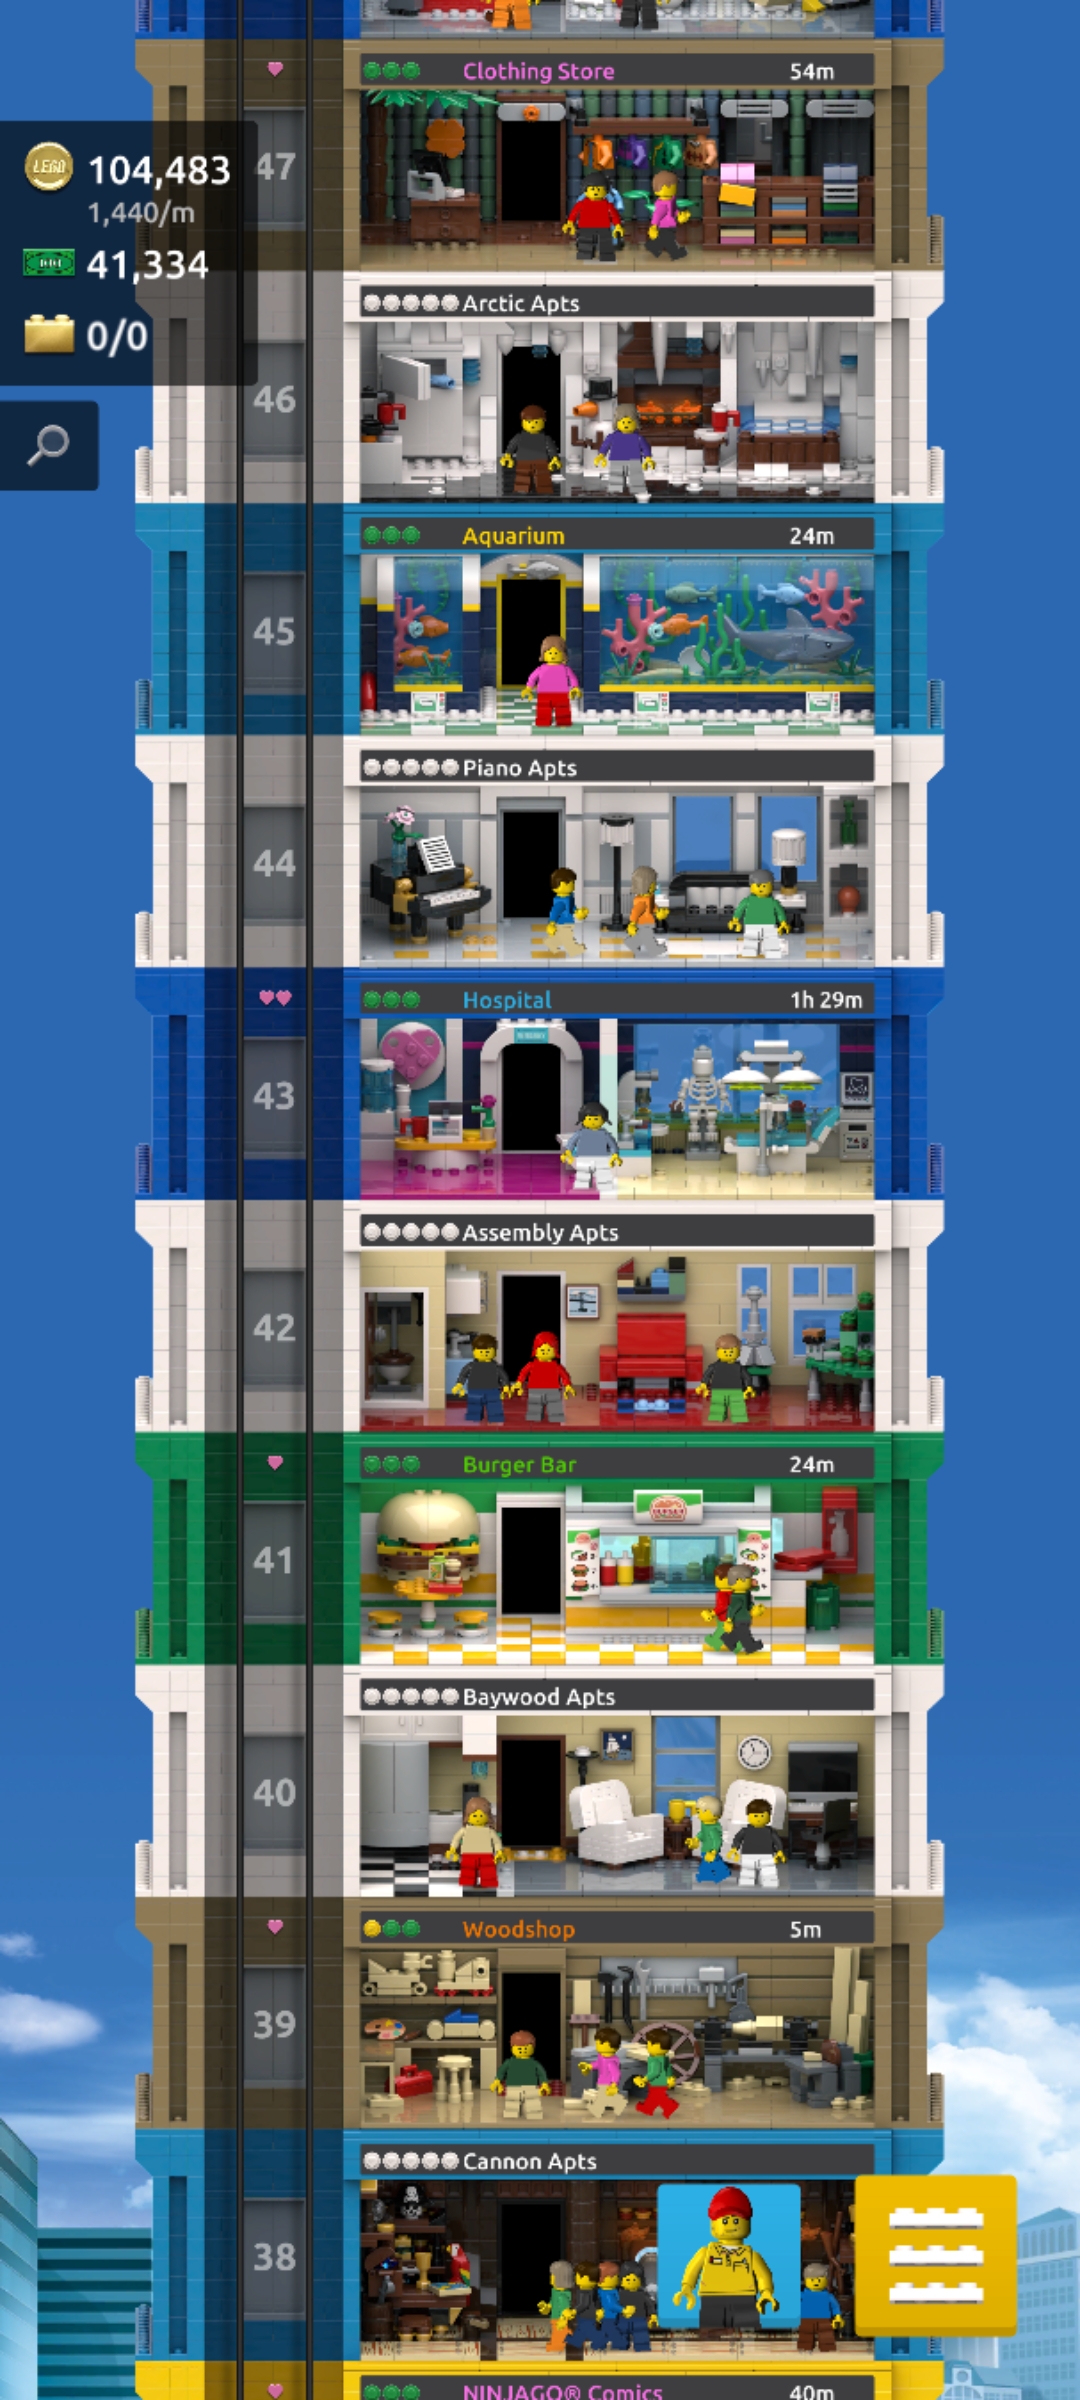 Clothing Store 54m
LEGO 104,483
1,440/m
41,334
0/0
47
Arctic Apts
46
Aquarium 24m
45
Piano Apts
44
Hospital 1h 29m
43
Assembly Apts
42
Burger Bar 24m
41
Baywood Apts
40
Woodshop 5m
39
Cannon Apts
38
NINJAGO® Comics 40m